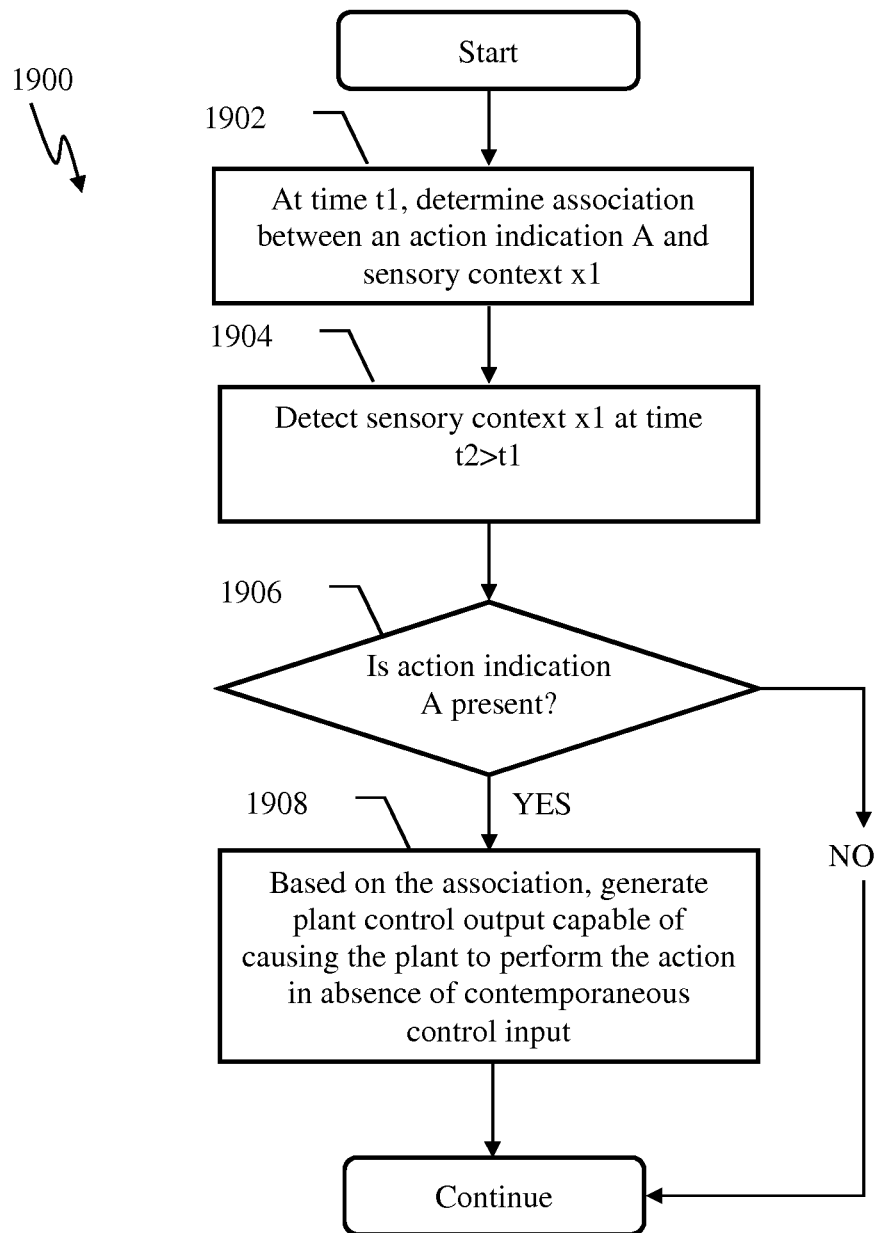 Start
1900
1902
At time t1, determine association
between an action indication A and
sensory context x1
1904
Detect sensory context x1 at time
t2>t1
1906
Is action indication
A present?
1908
YES
NO
Based on the association, generate
plant control output capable of
causing the plant to perform the action
in absence of contemporaneous
control input
Continue